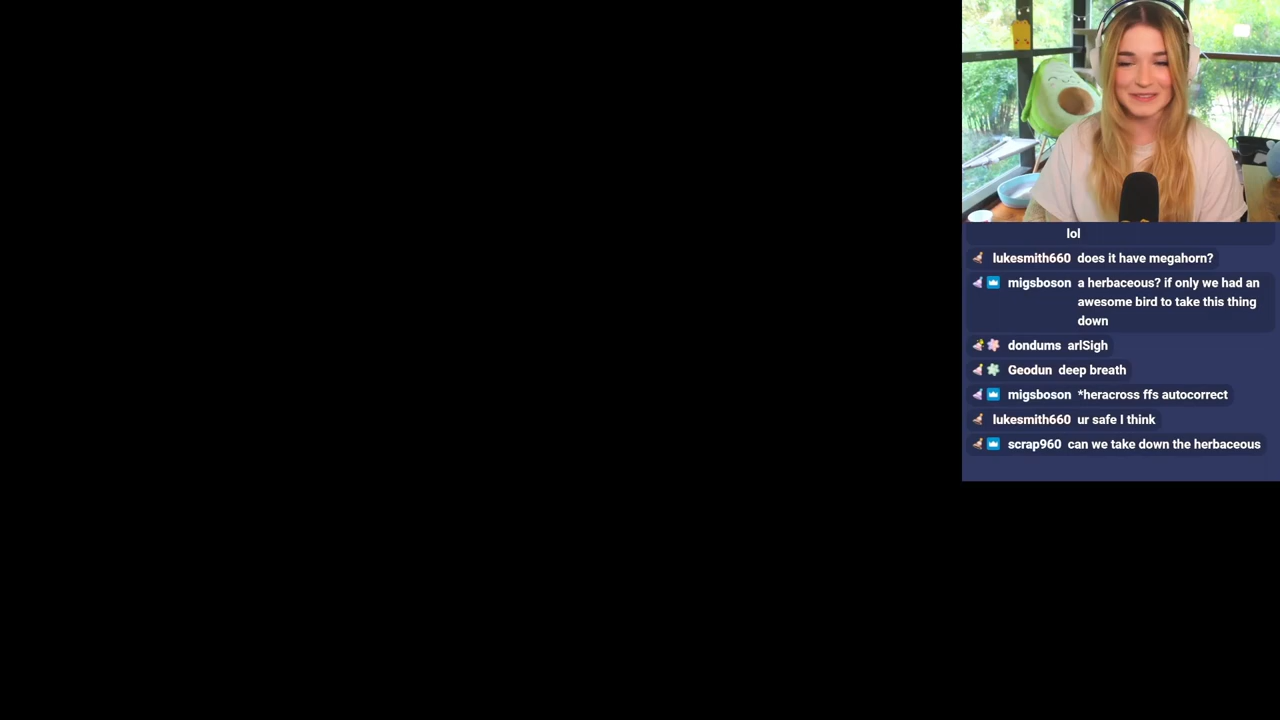 lol
lukesmith660 does it have megahorn?
migsboson a herbaceous? if only we had an
awesome bird to take this thing
down
dondums arlSigh
Geodun deep breath
migsboson *heracross ffs autocorrect
lukesmith660 ur safe I think
scrap960 can we take down the herbaceous